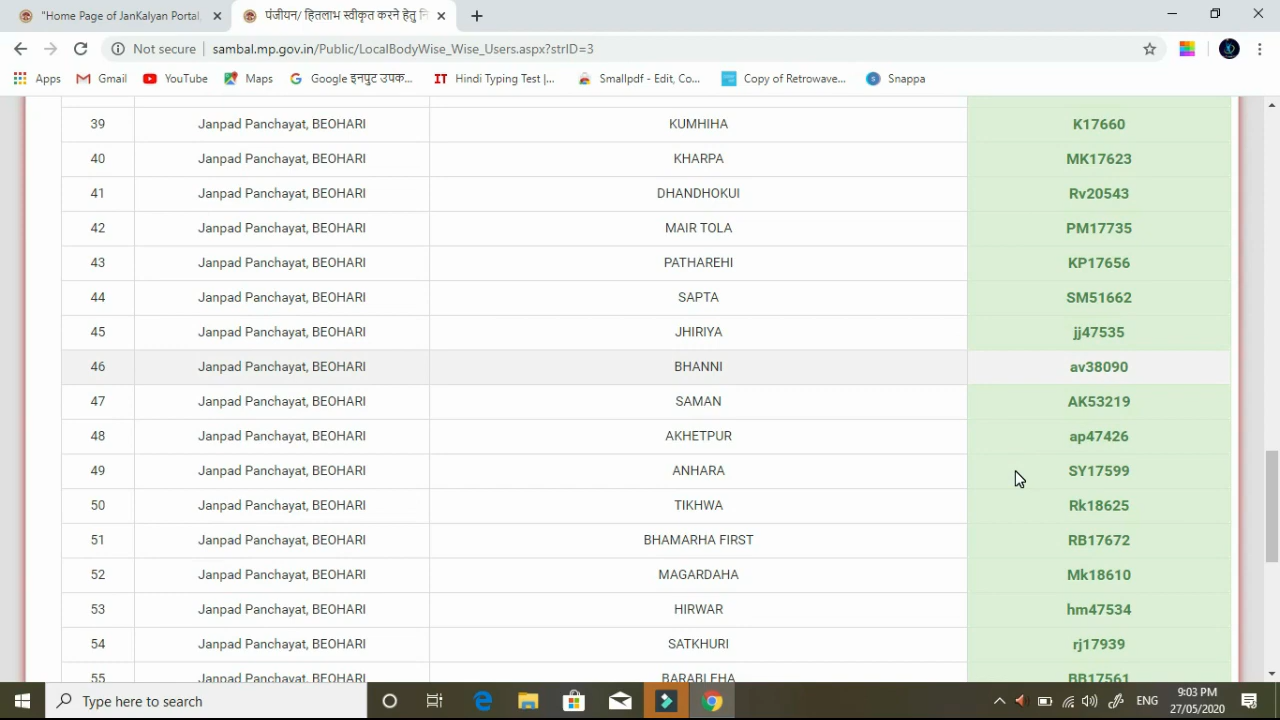 "Home Page of JanKalyan Portal,
पंजीयन/ हितलाभ स्वीकृत करने हेतु नि
Not secure sambal.mp.gov.in/Public/LocalBodyWise_Wise_Users.aspx?strID=3
Apps Gmail YouTube Maps Google इनपुट उपक... Hindi Typing Test |... Smallpdf - Edit, Co... Copy of Retrowave... Snappa
39 Janpad Panchayat, BEOHARI KUMHIHA K17660
40 Janpad Panchayat, BEOHARI KHARPA MK17623
41 Janpad Panchayat, BEOHARI DHANDHOKUI Rv20543
42 Janpad Panchayat, BEOHARI MAIR TOLA PM17735
43 Janpad Panchayat, BEOHARI PATHAREHI KP17656
44 Janpad Panchayat, BEOHARI SAPTA SM51662
45 Janpad Panchayat, BEOHARI JHIRIYA jj47535
46 Janpad Panchayat, BEOHARI BHANNI av38090
47 Janpad Panchayat, BEOHARI SAMAN AK53219
48 Janpad Panchayat, BEOHARI AKHETPUR ap47426
49 Janpad Panchayat, BEOHARI ANHARA SY17599
50 Janpad Panchayat, BEOHARI TIKHWA Rk18625
51 Janpad Panchayat, BEOHARI BHAMARHA FIRST RB17672
52 Janpad Panchayat, BEOHARI MAGARDAHA Mk18610
53 Janpad Panchayat, BEOHARI HIRWAR hm47534
54 Janpad Panchayat, BEOHARI SATKHURI rj17939
55 Janpad Panchayat, BEOHARI BARABLEHA BB17561
Type here to search
ENG
9:03 PM
27/05/2020